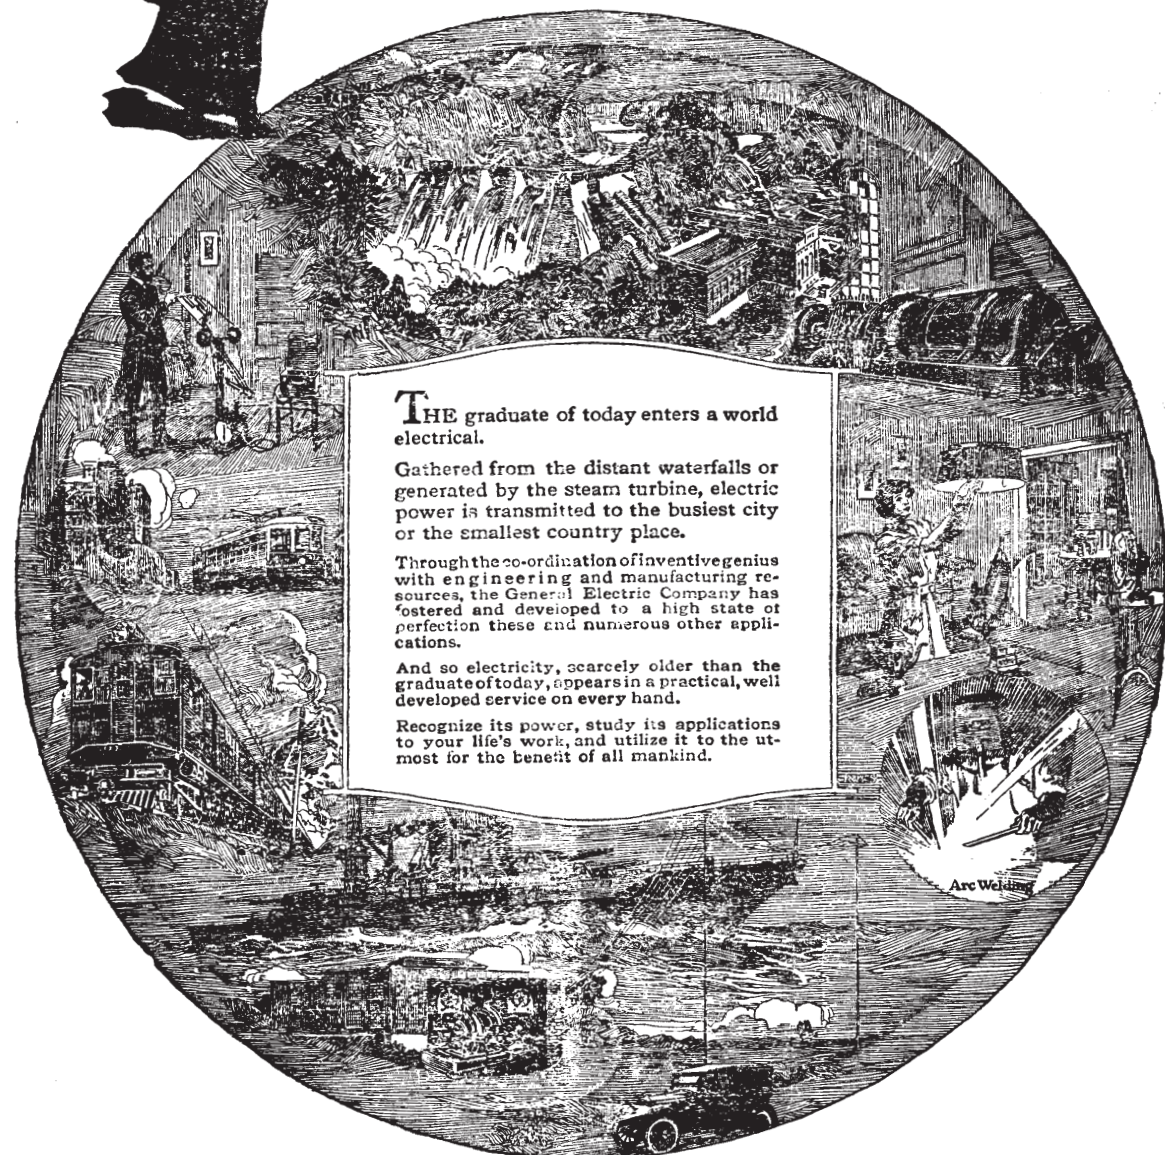 THE graduate of today enters a world
electrical.
Gathered from the distant waterfalls or
generated by the steam turbine, electric
power is transmitted to the busiest city
or the smallest country place.
Through the co-ordination of inventive genius
with engineering and manufacturing re-
sources, the General Electric Company has
fostered and developed to a high state of
perfection these and numerous other appli-
cations.
And so electricity, scarcely older than the
graduate of today, appears in a practical, well
developed service on every hand.
Recognize its power, study its applications
to your life's work, and utilize it to the ut-
most for the benefit of all mankind.
Arc Welding